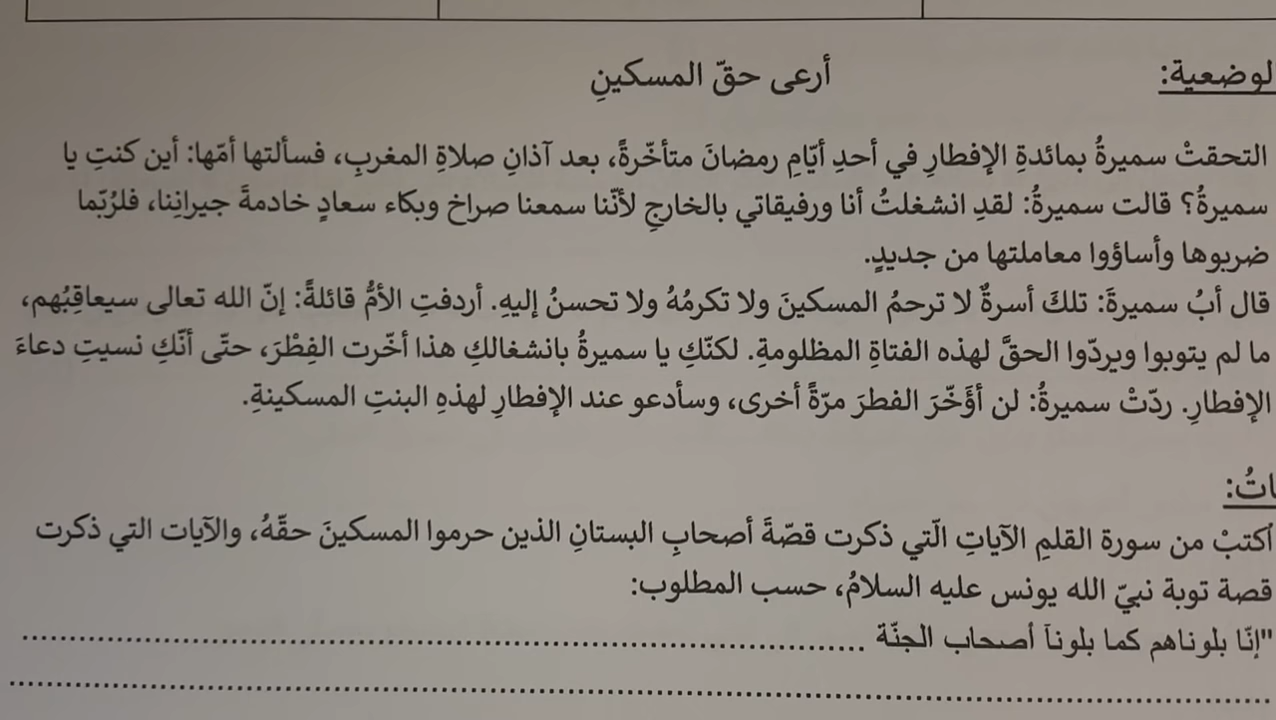 لوضعية:
أرعى حقّ المسكينِ
التحقتْ سميرةُ بمائدةِ الإفطارِ في أحدِ أيّامِ رمضانَ متأخّرةً، بعد آذانِ صلاةِ المغربِ، فسألتها أمّها: أين كنتِ يا
سميرةُ؟ قالت سميرةُ: لقدِ انشغلتُ أنا ورفيقاتي بالخارجِ لأنّنا سمعنا صراخ وبكاء سعادٍ خادمةَ جيرانِنا، فلرُبّما
ضربوها وأساؤوا معاملتها من جديدٍ.
قال أبُ سميرةَ: تلكَ أسرةٌ لا ترحمُ المسكينَ ولا تكرمُهُ ولا تحسنُ إليهِ. أردفتِ الأمُّ قائلةً: إنّ الله تعالى سيعاقِبُهم،
ما لم يتوبوا ويردّوا الحقَّ لهذه الفتاةِ المظلومةِ. لكنّكِ يا سميرةُ بانشغالكِ هذا أخّرت الفِطْرَ، حتّى أنّكِ نسيتِ دعاءَ
الإفطارِ. ردّتْ سميرةُ: لن أؤَخّرَ الفطرَ مرّةً أخرى، وسأدعو عند الإفطارِ لهذهِ البنتِ المسكينةِ.
اتُ:
أكتبْ من سورة القلمِ الآياتِ الّتي ذكرت قصّةَ أصحابِ البستانِ الذين حرموا المسكينَ حقّهُ، والآيات التي ذكرت
قصة توبة نبيّ الله يونس عليه السلامُ، حسب المطلوب:
"إنّا بلوناهم كما بلوناَ أصحاب الجنّة ................................................................
................................................................................................